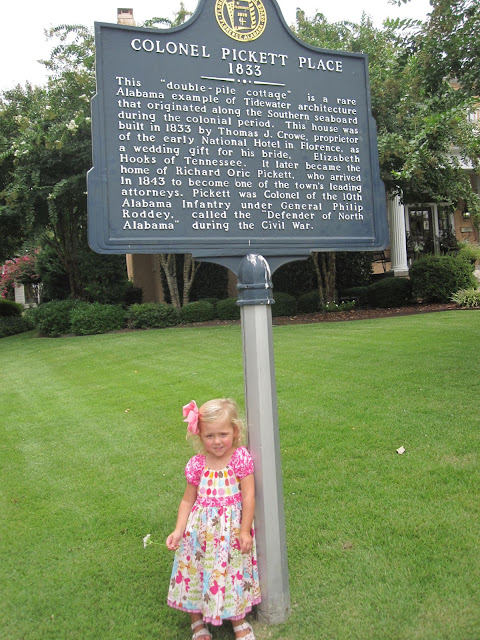 COLONEL PICKETT PLACE
1833
This "double-pile cottage" is a rare
Alabama example of Tidewater architecture
that originated along the Southern seaboard
during the colonial period. This house was
built in 1833 by Thomas J. Crowe, proprietor
of the early National Hotel in Florence, as
a wedding gift for his bride, Elizabeth
Hooks of Tennessee. It later became the
home of Richard Oric Pickett, who arrived
In 1843 to become one of the town's leading
attorneys. Pickett was Colonel of the 10th
Alabama Infantry under General Philip
Roddey, called the "Defender of North
Alabama" during the Civil War.